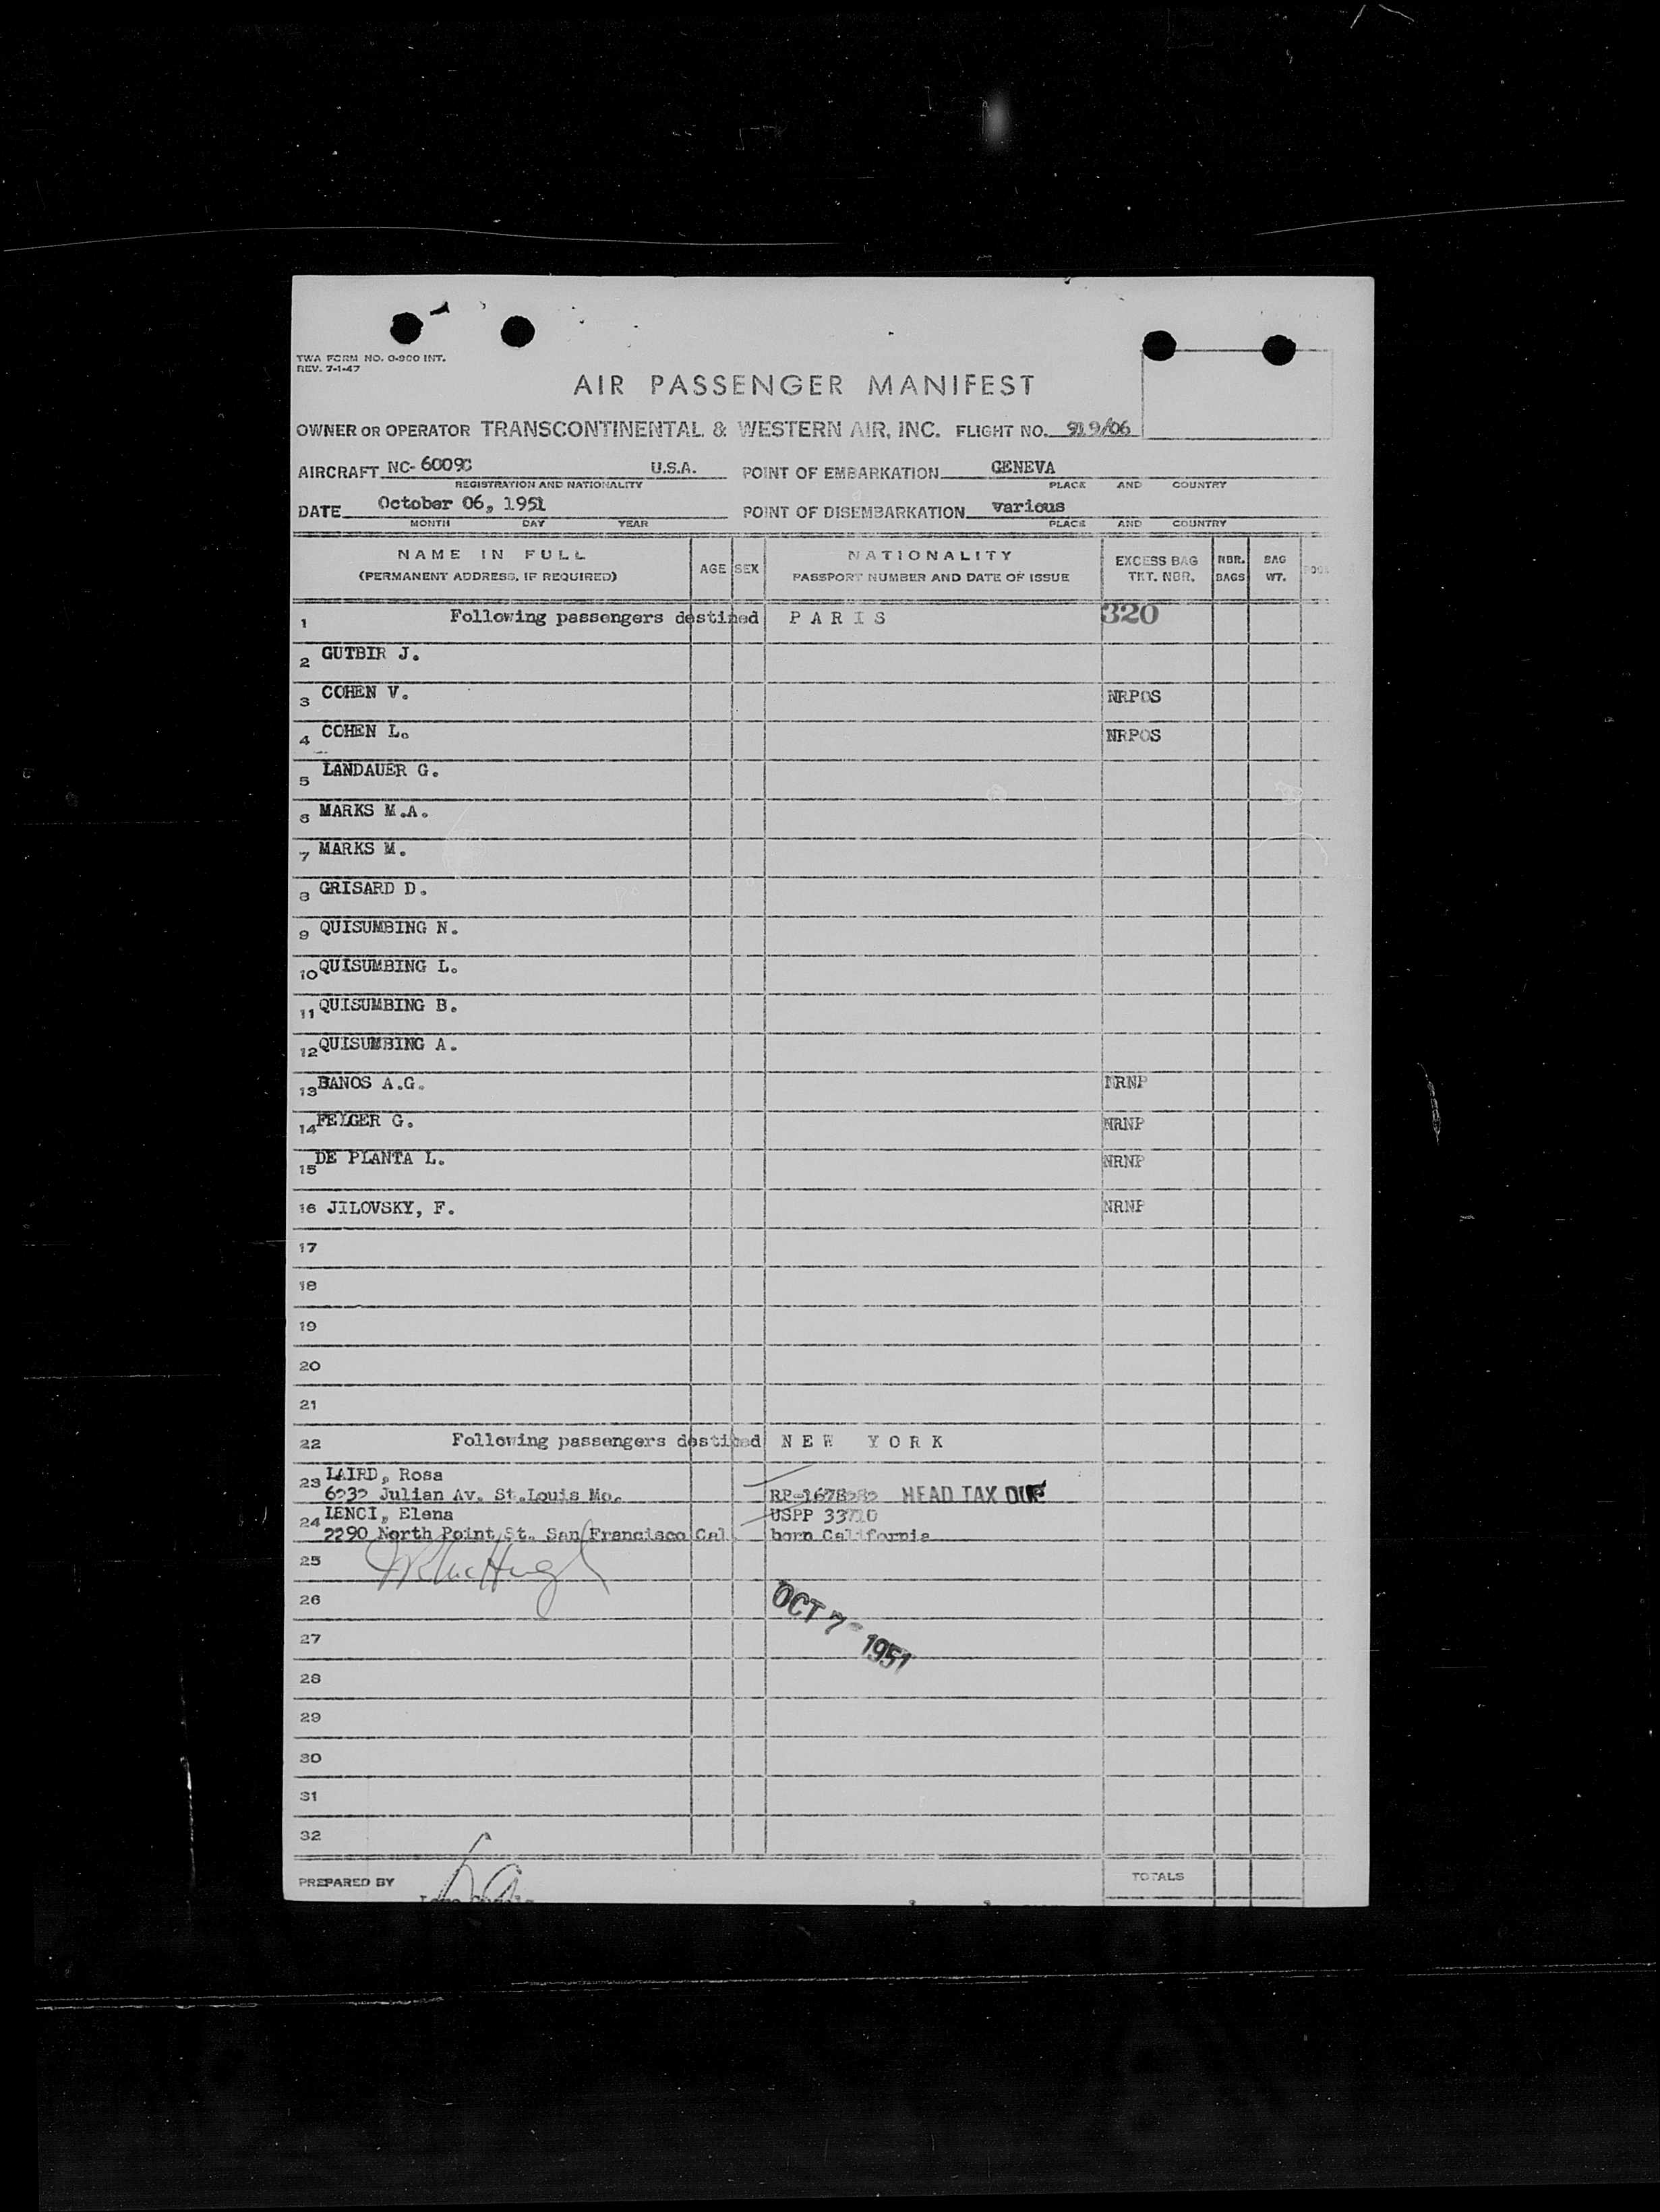 TWA FORM NO. O-900 INT.
REV. 7-1-47
AIR PASSENGER MANIFEST
OWNER OR OPERATOR TRANSCONTINENTAL & WESTERN AIR, INC. FLIGHT NO. 919/06
AIRCRAFT NC- 6009C U.S.A. POINT OF EMBARKATION GENEVA
REGISTRATION AND NATIONALITY PLACE AND COUNTRY
DATE October 06, 1951 POINT OF DISEMBARKATION various
MONTH DAY YEAR PLACE AND COUNTRY
NAME IN FULL
(PERMANENT ADDRESS, IF REQUIRED)
AGE SEX
NATIONALITY
PASSPORT NUMBER AND DATE OF ISSUE
EXCESS BAG
TKT. NBR.
NBR.
BAGS
BAG
WT.
1 Following passengers destined PARIS 320
2 GUTBIR J.
3 COHEN V. NRPOS
4 COHEN L. NRPOS
5 LANDAUER G.
6 MARKS M.A.
7 MARKS M.
8 GRISARD D.
9 QUISUMBING N.
10 QUISUMBING L.
11 QUISUMBING B.
12 QUISUMBING A.
13 BANOS A.G. NRNP
14 FELGER G. NRNP
15 DE PLANTA L. NRNP
16 JILOVSKY, F. NRNP
17
18
19
20
21
22 Following passengers destined NEW YORK
23 LAIRD, Rosa
6232 Julian Av. St.Louis Mo. HEAD TAX DUE
24 LENCI, Elena USPP
2290 North Point St. San Francisco Cal. born California
25
26
OCT 7 - 1951
27
28
29
30
31
32
PREPARED BY TOTALS